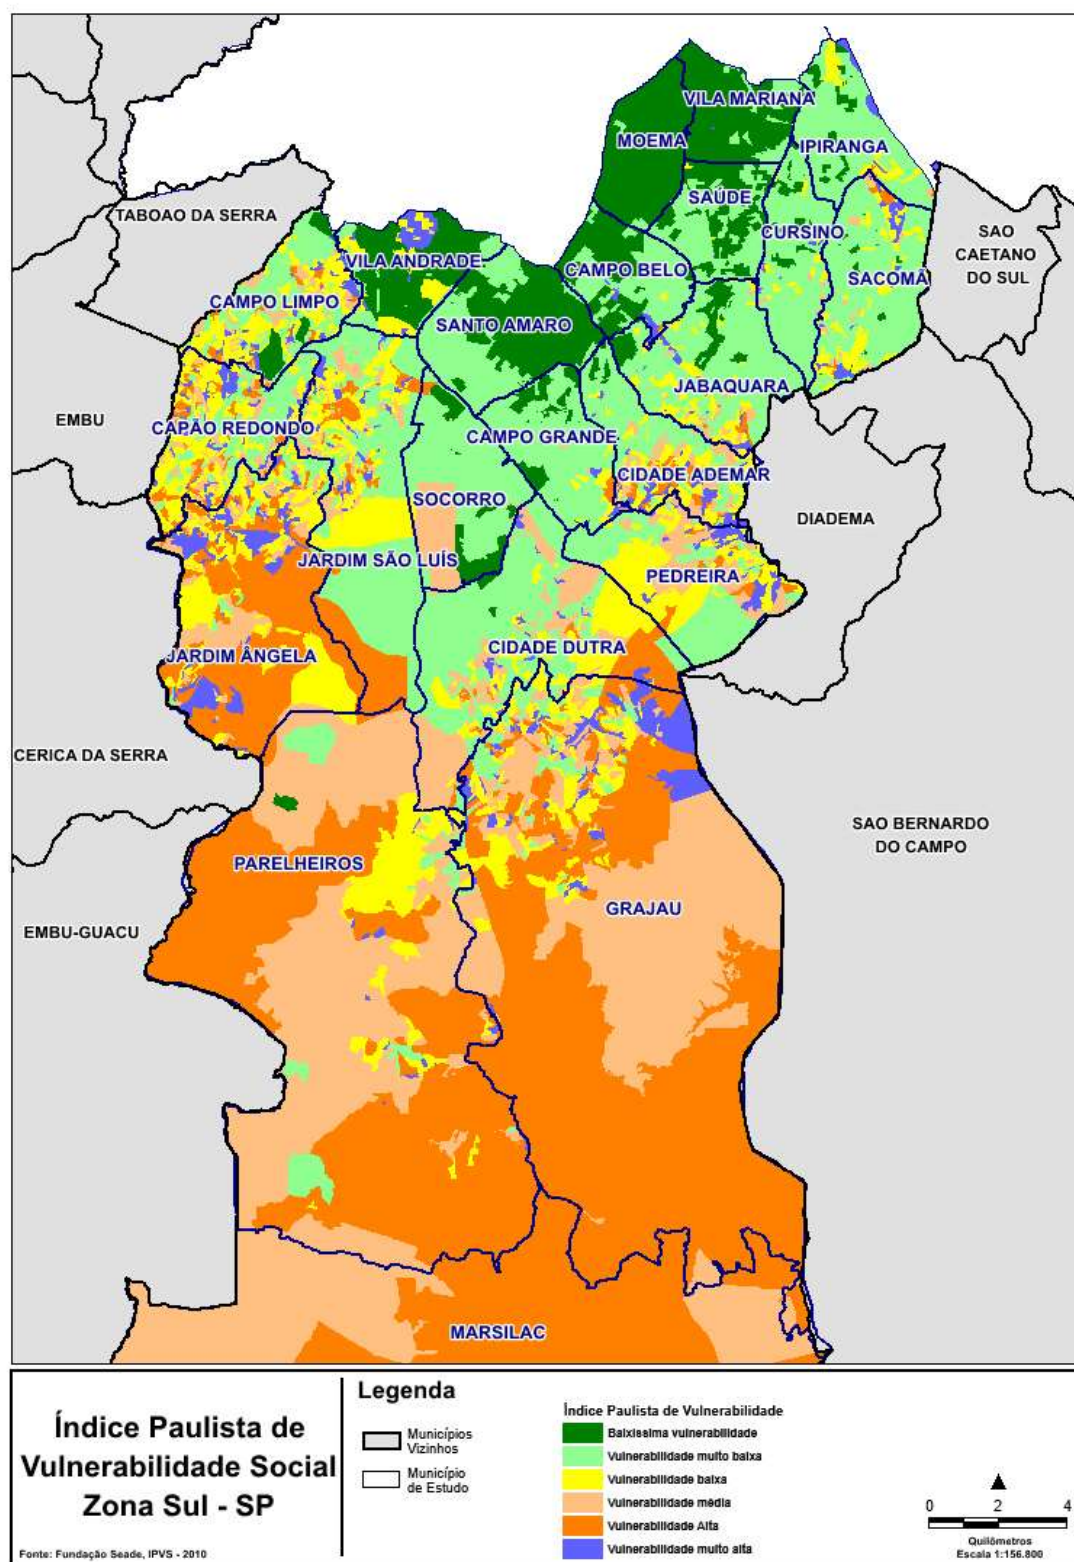 VILA MARIANA
MOEMA
IPIRANGA
SAÚDE
TABOAO DA SERRA
CURSINO
SAO
CAETANO
DO SUL
VILA ANDRADE
CAMPO BELO
SACOMÃ
CAMPO LIMPO
SANTO AMARO
JABAQUARA
EMBU
CAPÃO REDONDO
CAMPO GRANDE
CIDADE ADEMAR
SOCORRO
DIADEMA
JARDIM SÃO LUÍS
PEDREIRA
JARDIM ÂNGELA
CIDADE DUTRA
CERICA DA SERRA
SAO BERNARDO
DO CAMPO
PARELHEIROS
GRAJAU
EMBU-GUACU
MARSILAC
Índice Paulista de
Vulnerabilidade Social
Zona Sul - SP
Fonte: Fundação Seade, IPVS - 2010
Legenda
Municípios
Vizinhos
Município
de Estudo
Índice Paulista de Vulnerabilidade
Baixíssima vulnerabilidade
Vulnerabilidade muito baixa
Vulnerabilidade baixa
Vulnerabilidade média
Vulnerabilidade Alta
Vulnerabilidade muito alta
0 2 4
Quilômetros
Escala 1:156.800